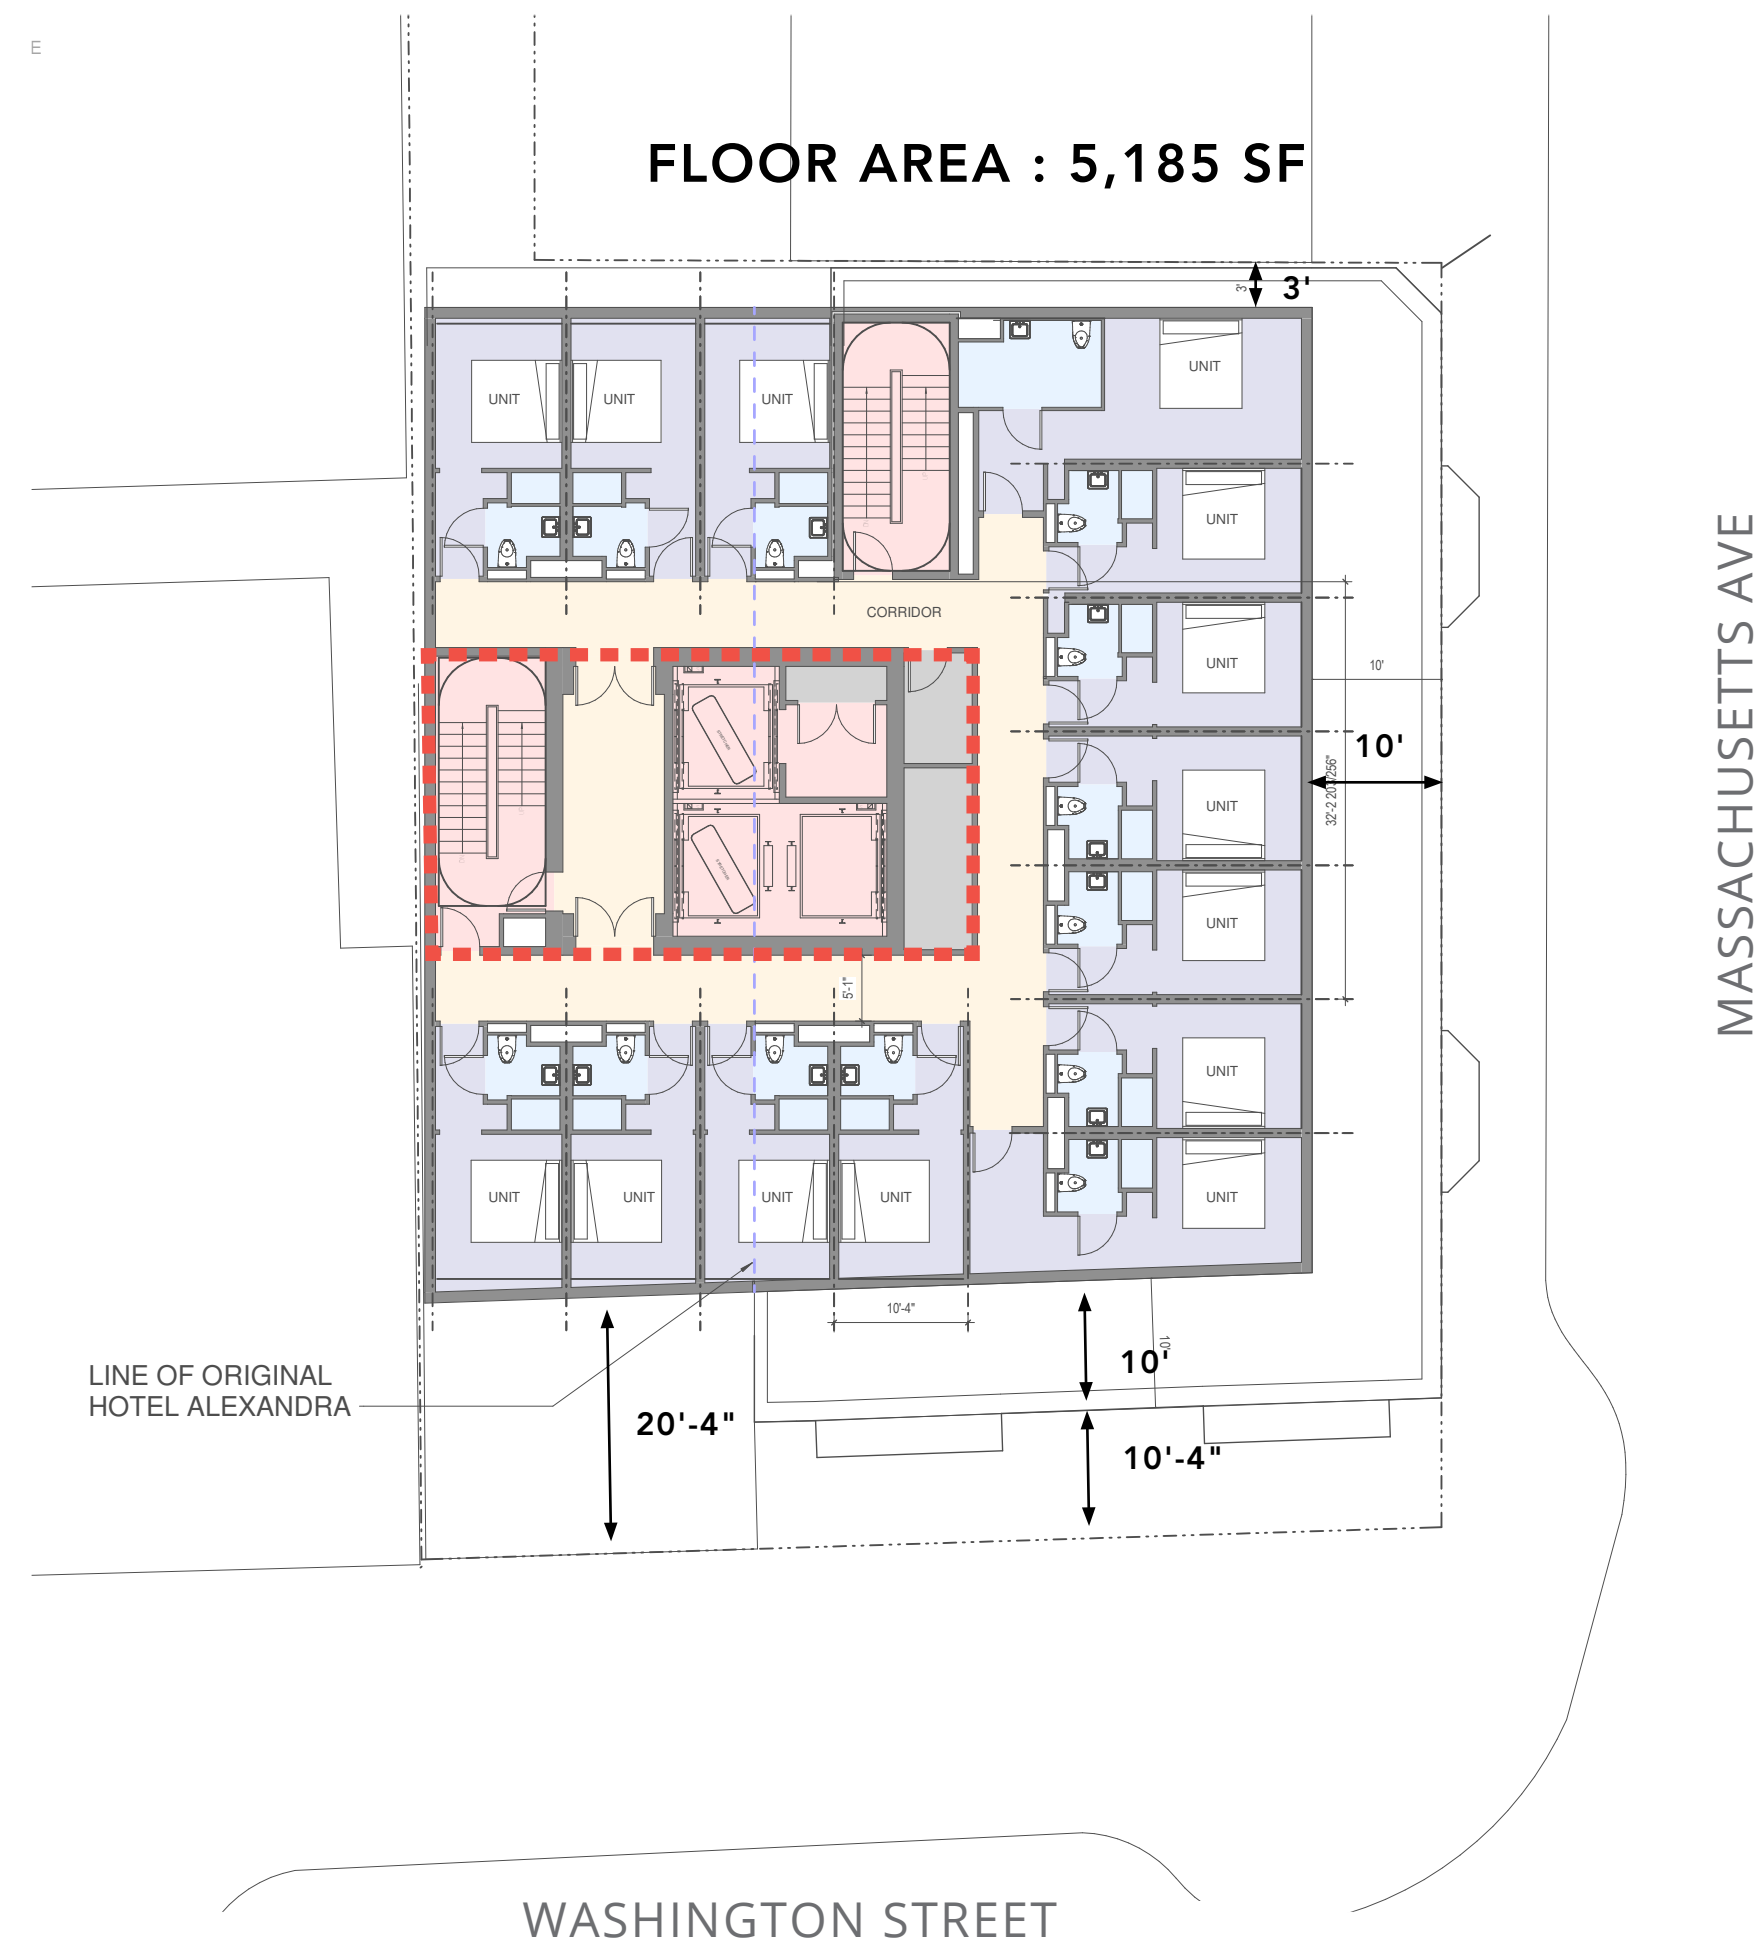 E
FLOOR AREA : 5,185 SF
3'
3'
UNIT
UNIT
UNIT
UNIT
UNIT
CORRIDOR
UNIT
10'
10'
UNIT
UNIT
5'-1"
UNIT
UNIT
UNIT
UNIT
UNIT
UNIT
10'-4"
10'
10'
LINE OF ORIGINAL
HOTEL ALEXANDRA
20'-4"
10'-4"
MASSACHUSETTS AVE
WASHINGTON STREET